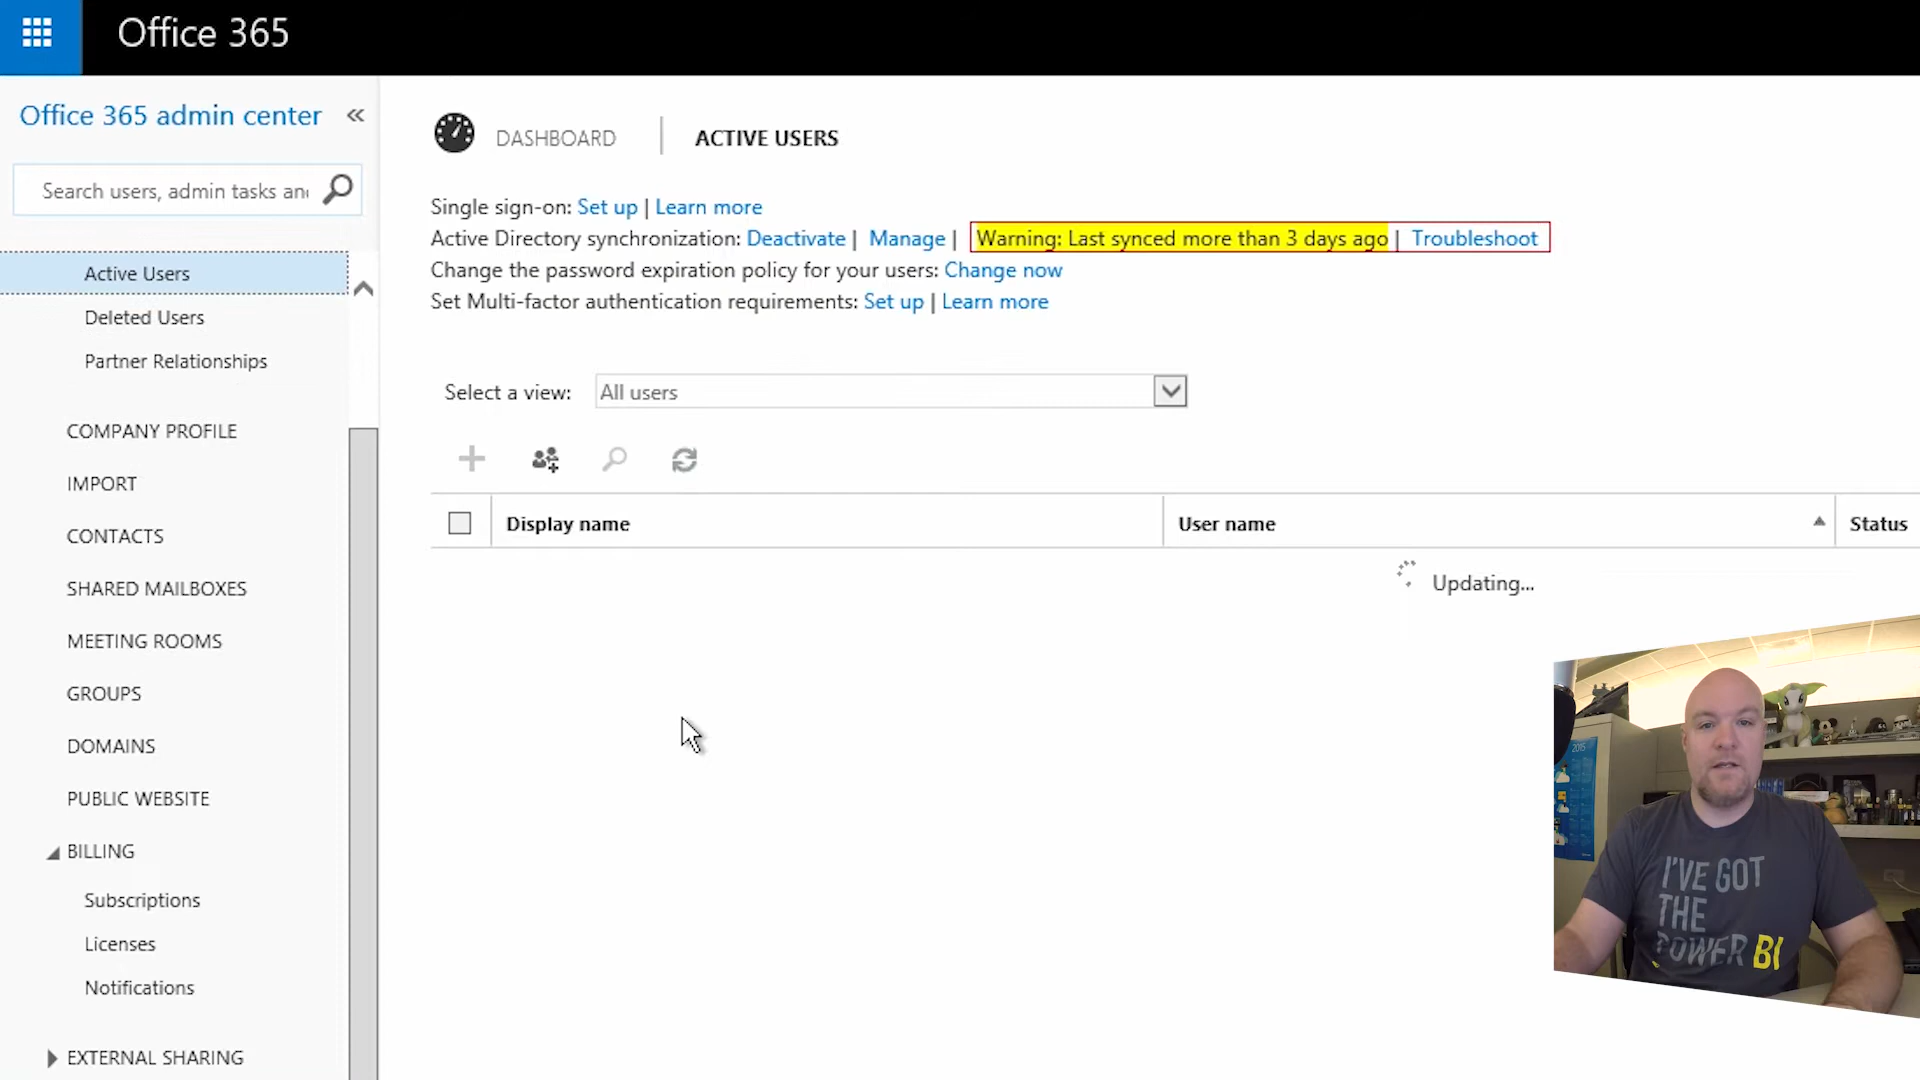 Office 365
Office 365 admin center «
Search users, admin tasks an
Active Users
Deleted Users
Partner Relationships
COMPANY PROFILE
IMPORT
CONTACTS
SHARED MAILBOXES
MEETING ROOMS
GROUPS
DOMAINS
PUBLIC WEBSITE
BILLING
Subscriptions
Licenses
Notifications
EXTERNAL SHARING
DASHBOARD | ACTIVE USERS
Single sign-on: Set up | Learn more
Active Directory synchronization: Deactivate | Manage | Warning: Last synced more than 3 days ago | Troubleshoot
Change the password expiration policy for your users: Change now
Set Multi-factor authentication requirements: Set up | Learn more
Select a view: All users
Display name User name Status
Updating...
2015
I'VE GOT
THE
POWER BI